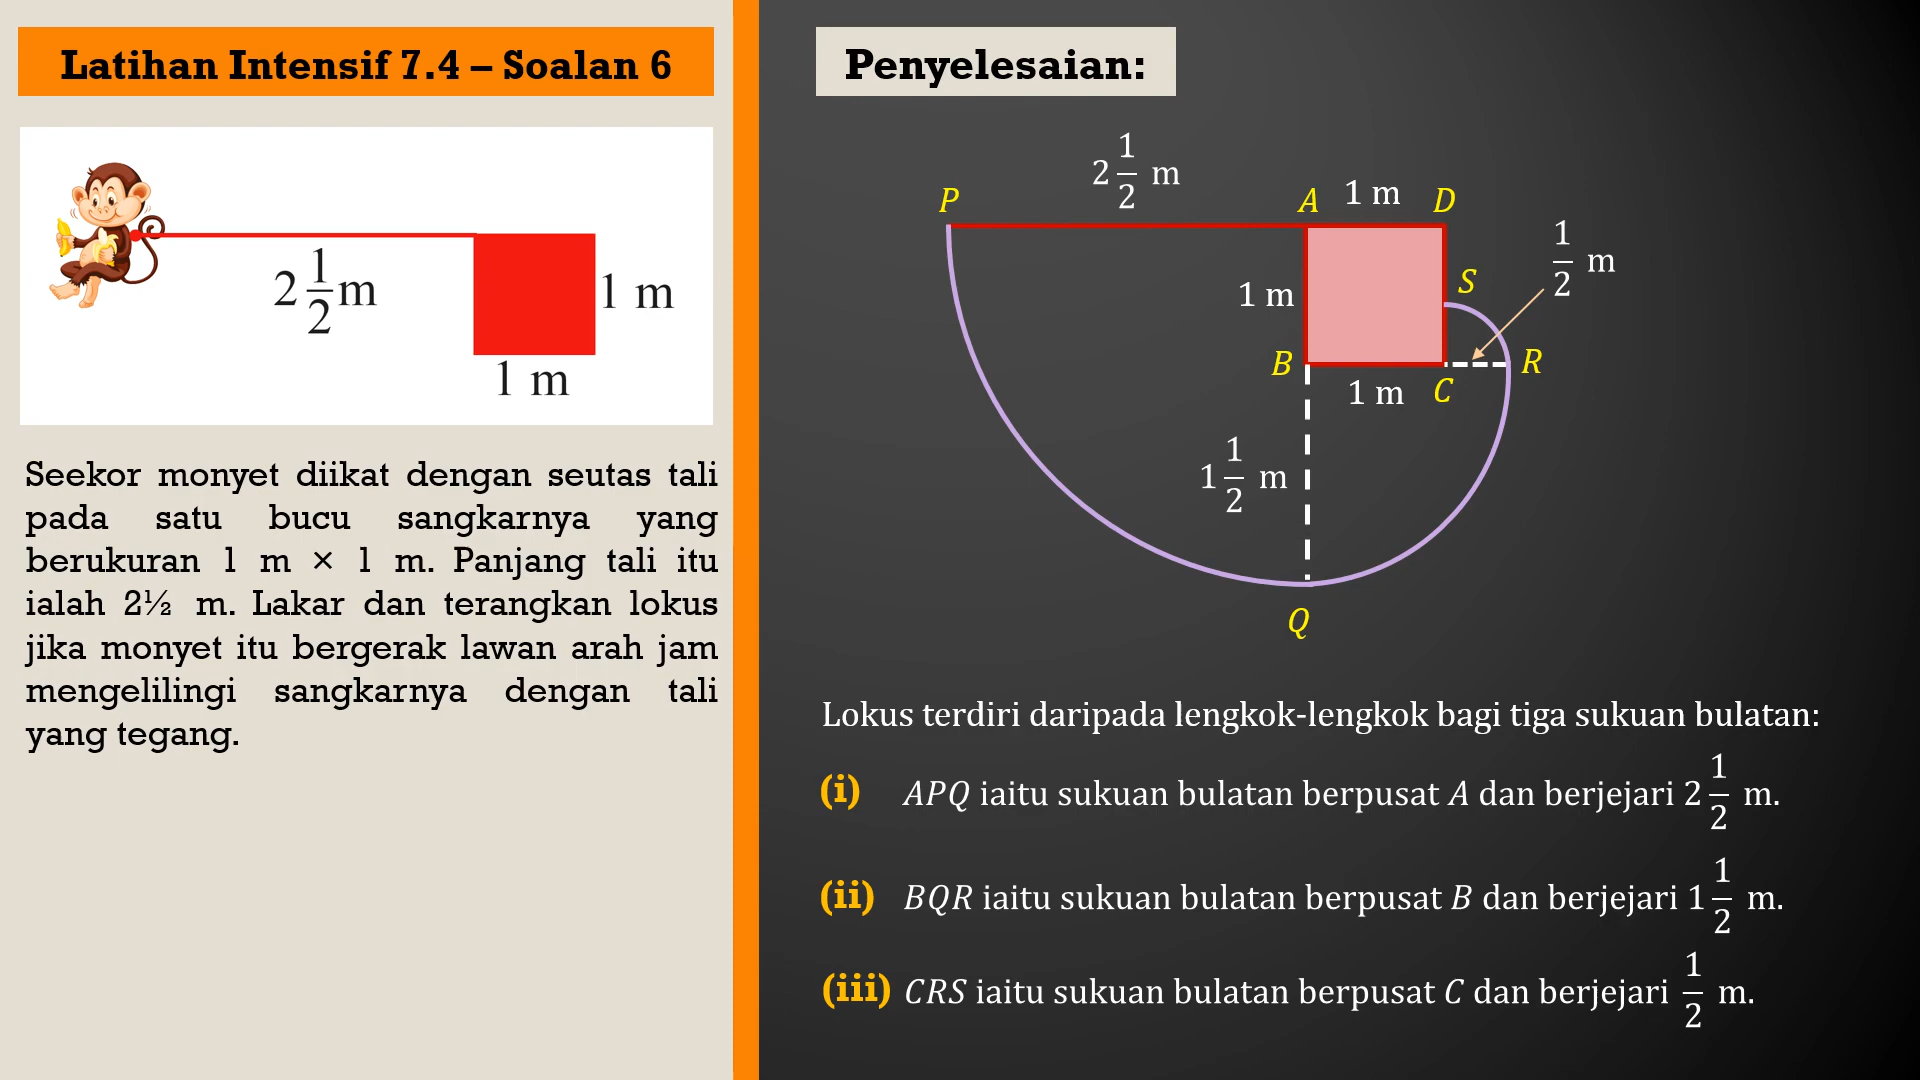 Latihan Intensif 7.4 – Soalan 6
2 1/2 m
1 m
1 m
Seekor monyet diikat dengan seutas tali
pada satu bucu sangkarnya yang
berukuran 1 m × 1 m. Panjang tali itu
ialah 2½ m. Lakar dan terangkan lokus
jika monyet itu bergerak lawan arah jam
mengelilingi sangkarnya dengan tali
yang tegang.
Penyelesaian:
2 1/2 m
P
A
1 m
D
1/2 m
S
1 m
B
R
1 m
C
1 1/2 m
Q
Lokus terdiri daripada lengkok-lengkok bagi tiga sukuan bulatan:
(i) APQ iaitu sukuan bulatan berpusat A dan berjejari 2 1/2 m.
(ii) BQR iaitu sukuan bulatan berpusat B dan berjejari 1 1/2 m.
(iii) CRS iaitu sukuan bulatan berpusat C dan berjejari 1/2 m.